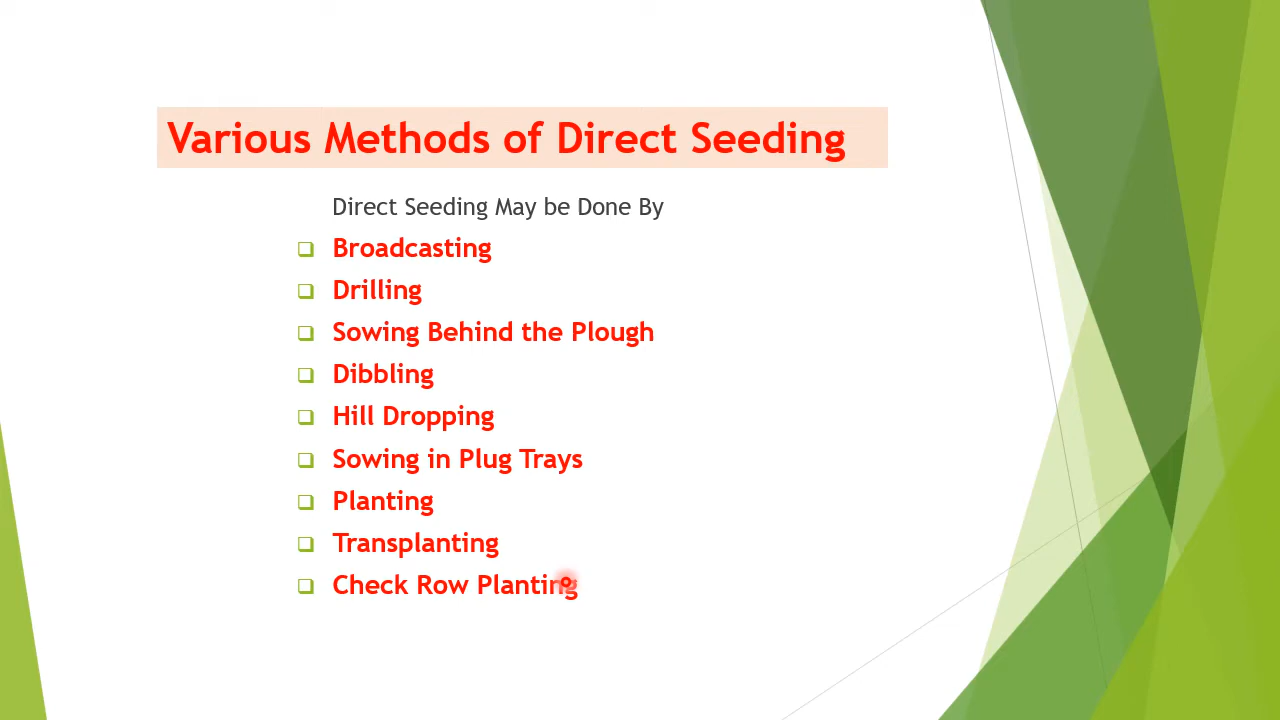 Various Methods of Direct Seeding
Direct Seeding May be Done By
Broadcasting
Drilling
Sowing Behind the Plough
Dibbling
Hill Dropping
Sowing in Plug Trays
Planting
Transplanting
Check Row Planting